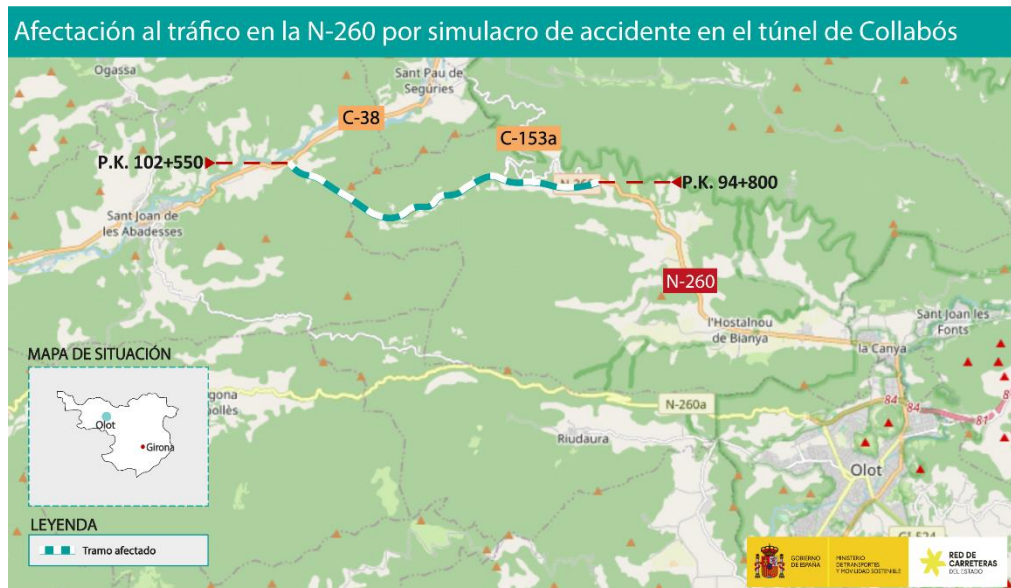 Afectación al tráfico en la N-260 por simulacro de accidente en el túnel de Collabós
Ogassa
Sant Pau de
Segúries
C-38
C-153a
P.K. 102+550
P.K. 94+800
Sant Joan de
les Abadesses
N-260
l'Hostalnou
de Bianya
Sant Joan les
Fonts
la Canya
MAPA DE SITUACIÓN
Olot
Girona
N-260a
84
84
81
Riudaura
Olot
LEYENDA
Tramo afectado
GOBIERNO
DE ESPAÑA
MINISTERIO
DE TRANSPORTES
Y MOVILIDAD SOSTENIBLE
RED DE
CARRETERAS
DEL ESTADO